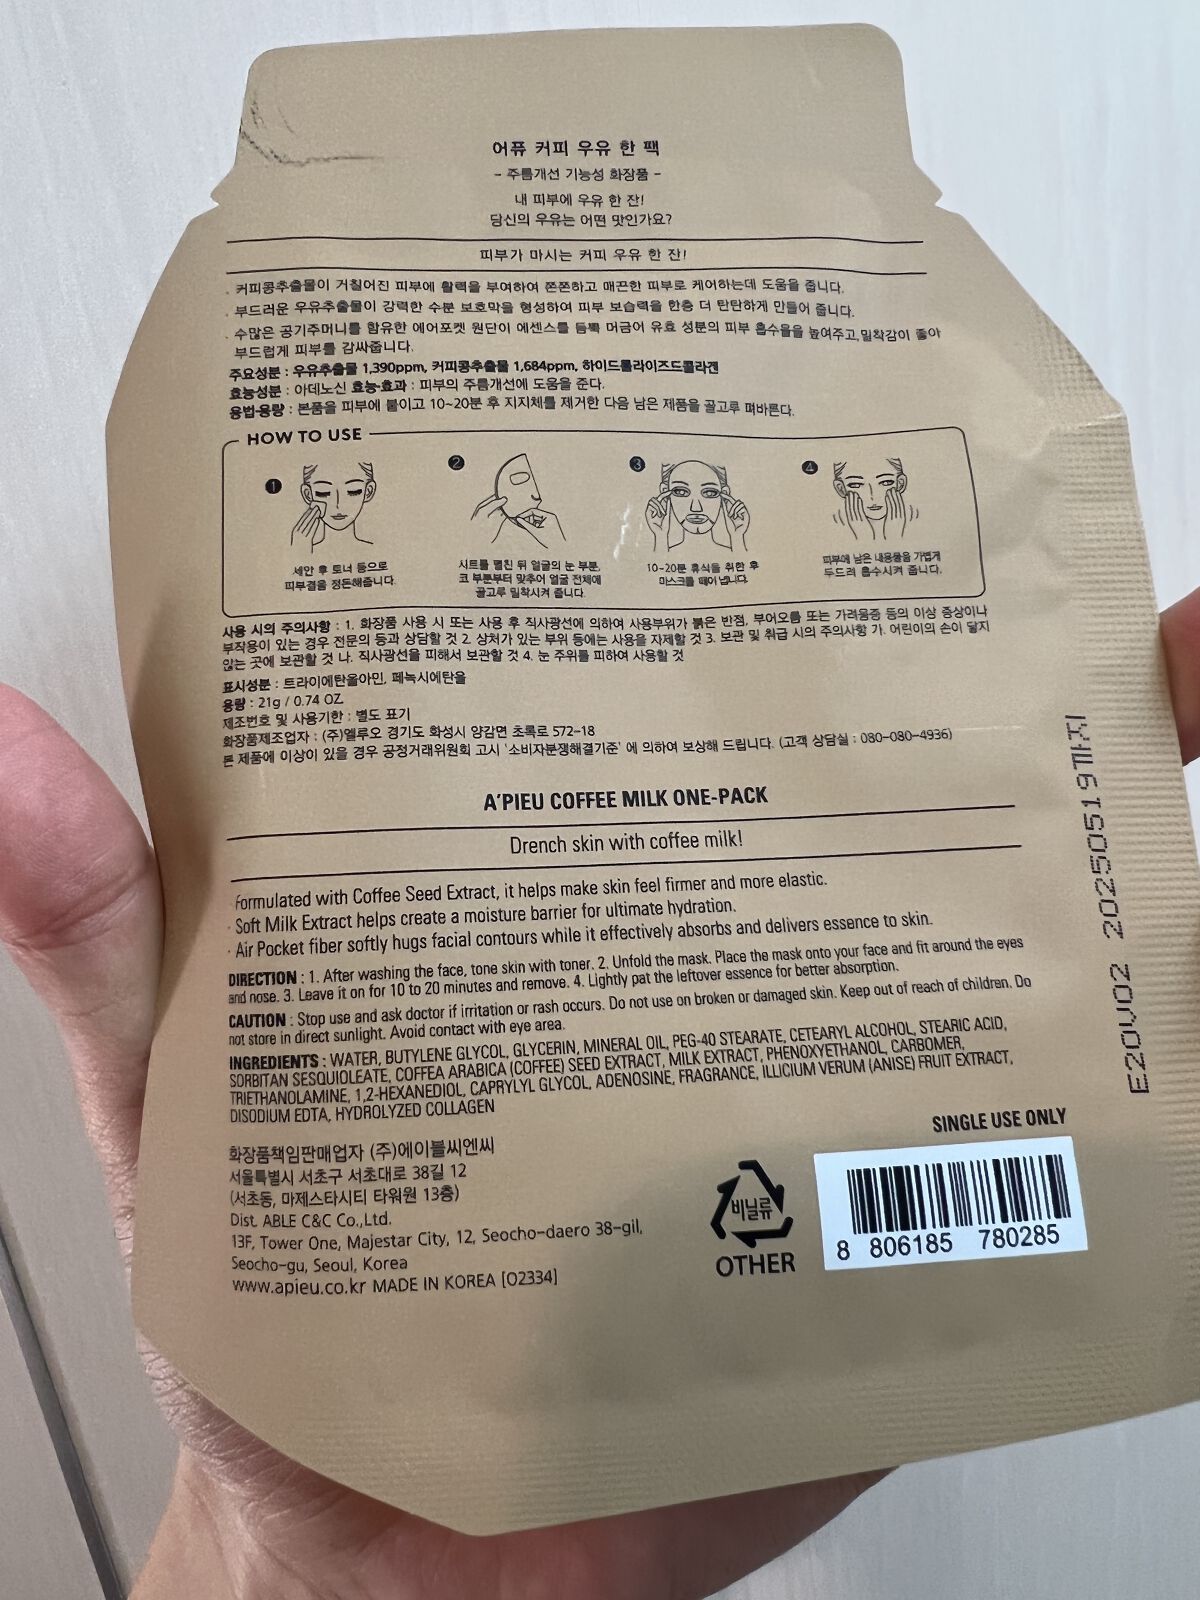 어퓨 커피 우유 한 팩
- 주름개선 기능성 화장품 -
내 피부에 우유 한 잔!
당신의 우유는 어떤 맛인가요?
피부가 마시는 커피 우유 한 잔!
· 커피콩추출물이 거칠어진 피부에 활력을 부여하여 쫀쫀하고 매끈한 피부로 케어하는데 도움을 줍니다.
· 부드러운 우유추출물이 강력한 수분 보호막을 형성하여 피부 보습력을 한층 더 탄탄하게 만들어 줍니다.
· 수많은 공기주머니를 함유한 에어포켓 원단이 에센스를 듬뿍 머금어 유효 성분의 피부 흡수율을 높여주고,밀착감이 좋아
부드럽게 피부를 감싸줍니다.
주요성분 : 우유추출물 1,390ppm, 커피콩추출물 1,684ppm, 하이드롤라이즈드콜라겐
효능성분 : 아데노신 효능·효과 : 피부의 주름개선에 도움을 준다.
용법·용량 : 본품을 피부에 붙이고 10~20분 후 지지체를 제거한 다음 남은 제품을 골고루 펴바른다.
HOW TO USE
1 2 3 4
세안 후 토너 등으로
피부결을 정돈해줍니다.
시트를 펼친 뒤 얼굴의 눈 부분,
코 부분부터 맞추어 얼굴 전체에
골고루 밀착시켜 줍니다.
10~20분 휴식을 취한 후
마스크를 떼어 냅니다.
피부에 남은 내용물을 가볍게
두드려 흡수시켜 줍니다.
사용 시의 주의사항 : 1. 화장품 사용 시 또는 사용 후 직사광선에 의하여 사용부위가 붉은 반점, 부어오름 또는 가려움증 등의 이상 증상이나
부작용이 있는 경우 전문의 등과 상담할 것 2. 상처가 있는 부위 등에는 사용을 자제할 것 3. 보관 및 취급 시의 주의사항 가. 어린이의 손이 닿지
않는 곳에 보관할 것 나. 직사광선을 피해서 보관할 것 4. 눈 주위를 피하여 사용할 것
표시성분 : 트라이에탄올아민, 페녹시에탄올
용량 : 21g / 0.74 OZ.
제조번호 및 사용기한 : 별도 표기
화장품제조업자 : (주)엘루오 경기도 화성시 양감면 초록로 572-18
본 제품에 이상이 있을 경우 공정거래위원회 고시 '소비자분쟁해결기준' 에 의하여 보상해 드립니다. (고객 상담실 : 080-080-4936)
A'PIEU COFFEE MILK ONE-PACK
Drench skin with coffee milk!
· Formulated with Coffee Seed Extract, it helps make skin feel firmer and more elastic.
· Soft Milk Extract helps create a moisture barrier for ultimate hydration.
· Air Pocket fiber softly hugs facial contours while it effectively absorbs and delivers essence to skin.
DIRECTION : 1. After washing the face, tone skin with toner. 2. Unfold the mask. Place the mask onto your face and fit around the eyes
and nose. 3. Leave it on for 10 to 20 minutes and remove. 4. Lightly pat the leftover essence for better absorption.
CAUTION : Stop use and ask doctor if irritation or rash occurs. Do not use on broken or damaged skin. Keep out of reach of children. Do
not store in direct sunlight. Avoid contact with eye area.
INGREDIENTS : WATER, BUTYLENE GLYCOL, GLYCERIN, MINERAL OIL, PEG-40 STEARATE, CETEARYL ALCOHOL, STEARIC ACID,
SORBITAN SESQUIOLEATE, COFFEA ARABICA (COFFEE) SEED EXTRACT, MILK EXTRACT, PHENOXYETHANOL, CARBOMER,
TRIETHANOLAMINE, 1,2-HEXANEDIOL, CAPRYLYL GLYCOL, ADENOSINE, FRAGRANCE, ILLICIUM VERUM (ANISE) FRUIT EXTRACT,
DISODIUM EDTA, HYDROLYZED COLLAGEN
E20V02 20250519까지
SINGLE USE ONLY
화장품책임판매업자 (주)에이블씨엔씨
서울특별시 서초구 서초대로 38길 12
(서초동, 마제스타시티 타워원 13층)
Dist. ABLE C&C Co.,Ltd.
13F, Tower One, Majestar City, 12, Seocho-daero 38-gil,
Seocho-gu, Seoul, Korea
www.apieu.co.kr MADE IN KOREA [O2334]
비닐류
OTHER
8 806185 780285